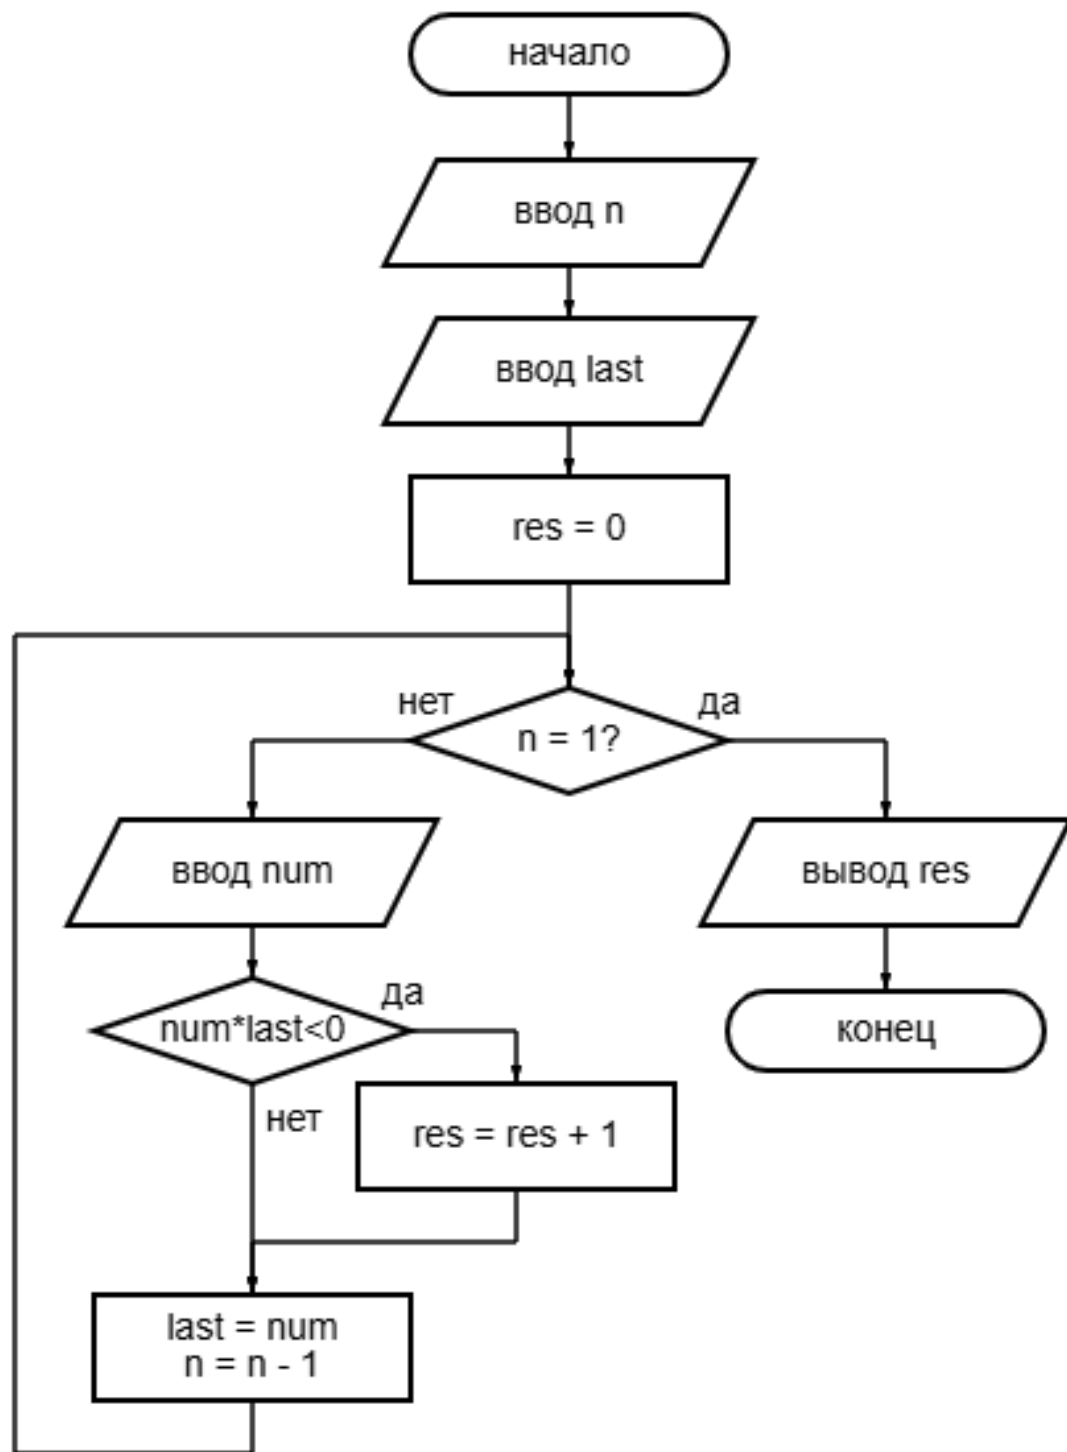 начало
ввод n
ввод last
res = 0
нет
да
n = 1?
ввод num
вывод res
да
num*last<0
конец
нет
res = res + 1
last = num
n = n - 1